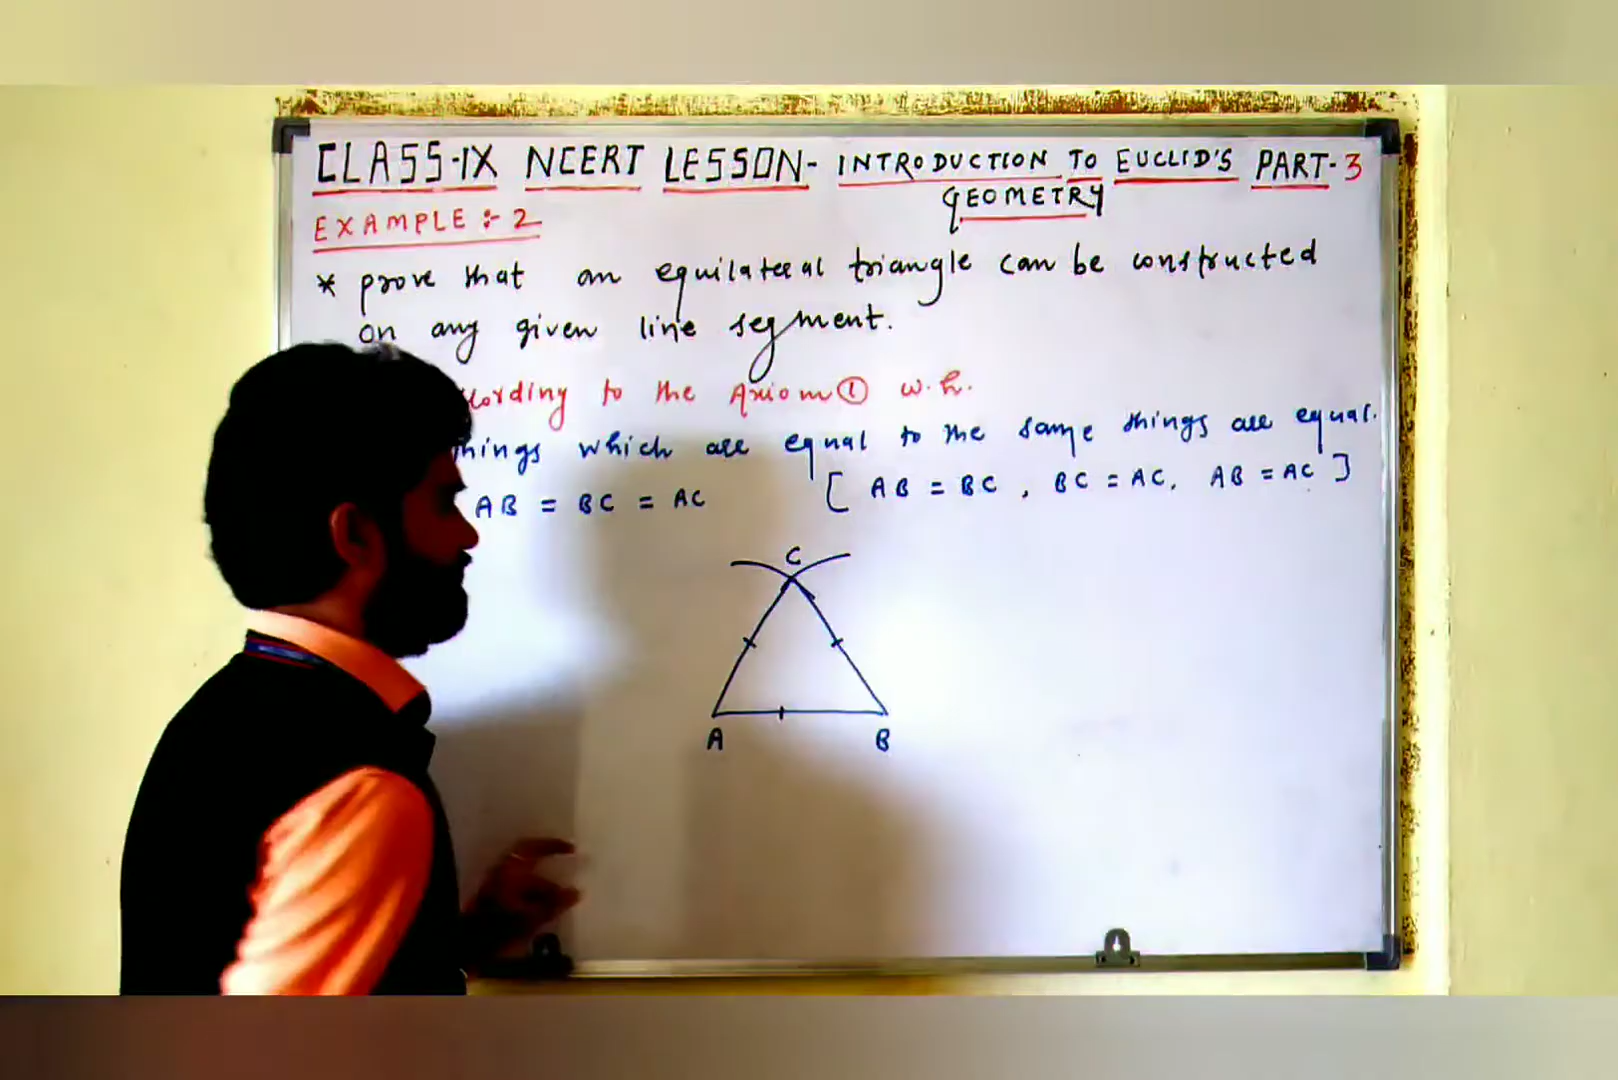 CLASS-IX NCERT LESSON- INTRODUCTION TO EUCLID'S PART-3
GEOMETRY
EXAMPLE :- 2
* prove that an equilateral triangle can be constructed
on any given line segment.
to the Axiom ① w.h.
which are equal to the same things are equal.
AB = BC = AC [ AB = BC , BC = AC, AB = AC ]
C
A B